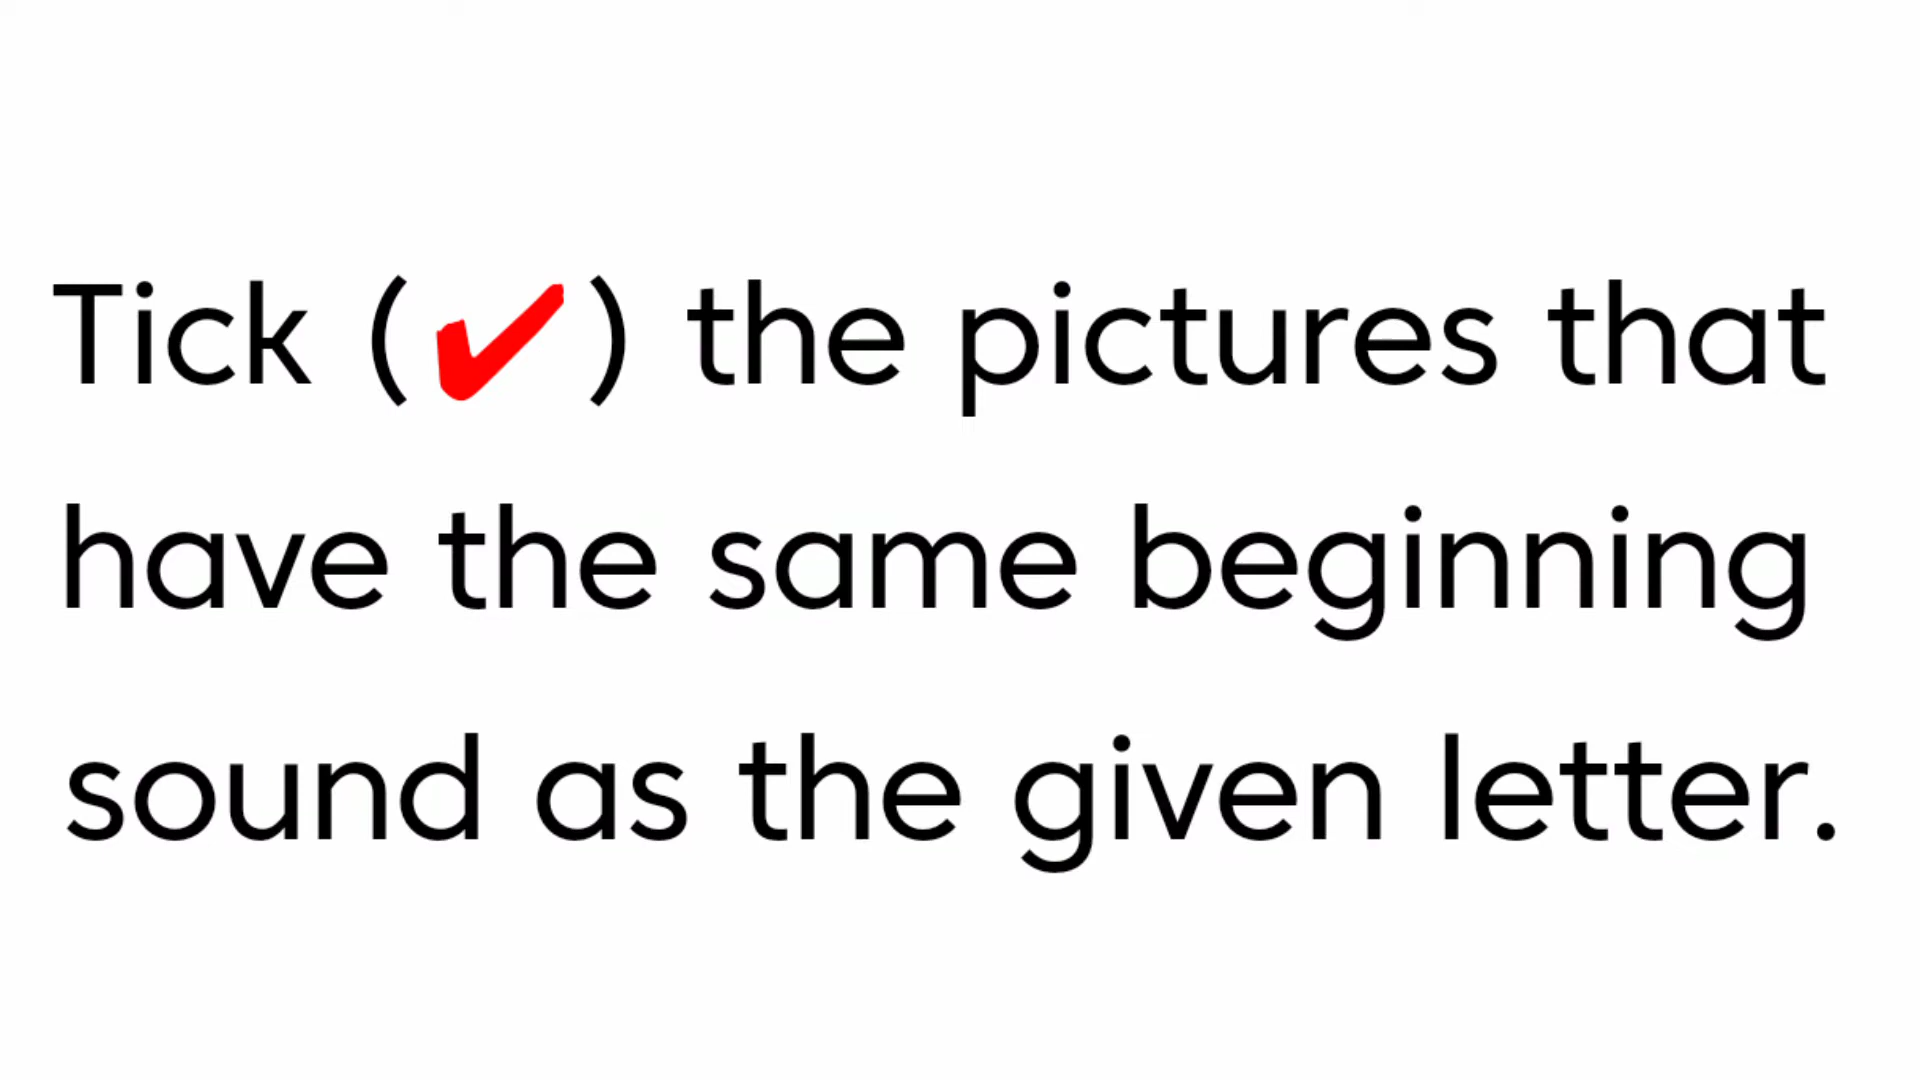 Tick (✔) the pictures that
have the same beginning
sound as the given letter.